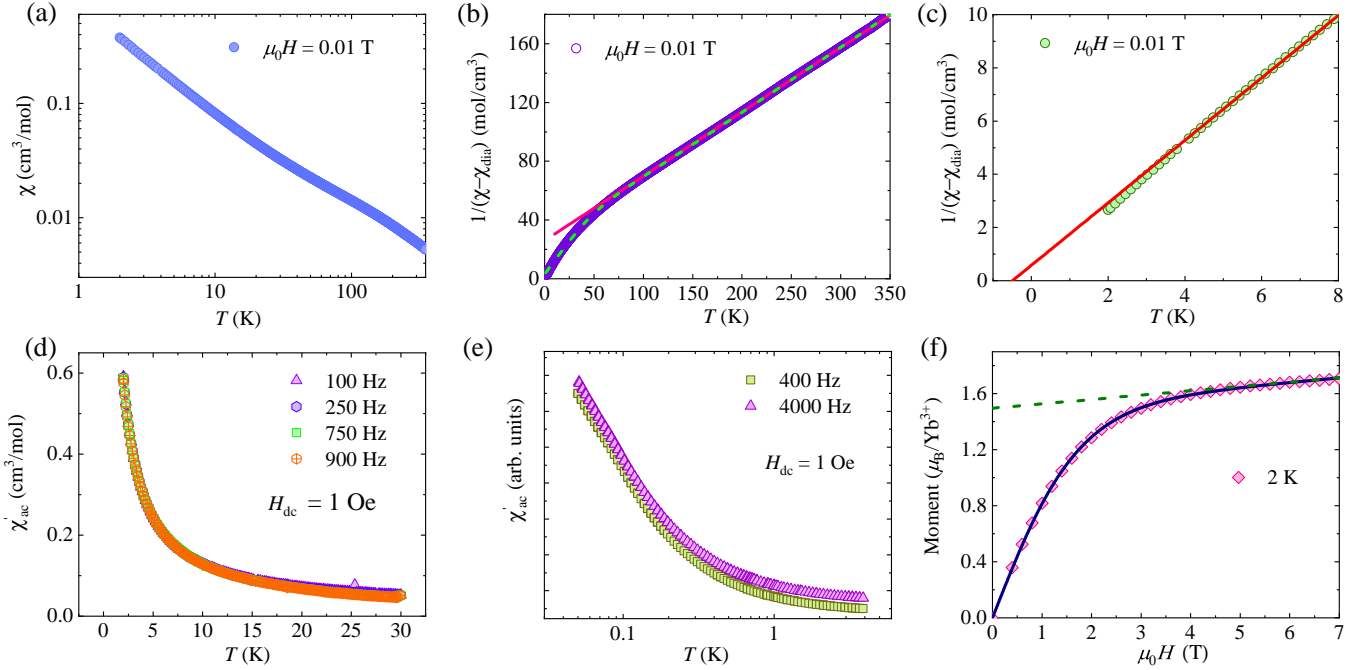 (a)
μ₀H = 0.01 T
0.1
0.01
χ (cm³/mol)
1
10
100
T (K)
(b)
μ₀H = 0.01 T
160
120
80
40
0
1/(χ−χdia) (mol/cm³)
0
50
100
150
200
250
300
350
T (K)
(c)
μ₀H = 0.01 T
10
8
6
4
2
0
1/(χ−χdia) (mol/cm³)
0
2
4
6
8
T (K)
(d)
100 Hz
250 Hz
750 Hz
900 Hz
Hdc = 1 Oe
0.6
0.4
0.2
0.0
χ'ac (cm³/mol)
0
5
10
15
20
25
30
T (K)
(e)
400 Hz
4000 Hz
Hdc = 1 Oe
χ'ac (arb. units)
0.1
1
T (K)
(f)
2 K
1.6
1.2
0.8
0.4
0.0
Moment (μB/Yb³⁺)
0
1
2
3
4
5
6
7
μ₀H (T)